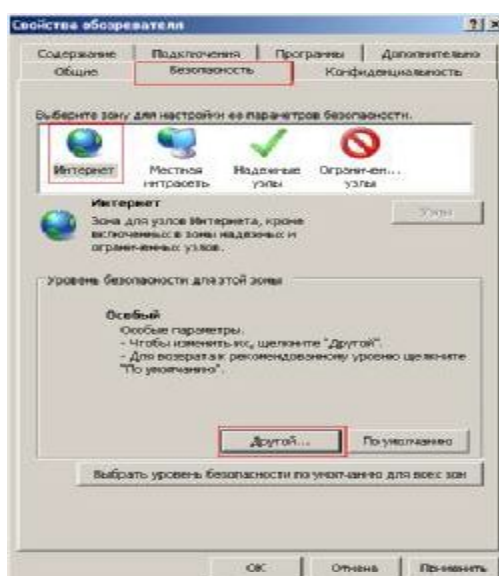 Свойства обозревателя
Содержание Подключения Программы Дополнительно
Общие Безопасность Конфиденциальность
Выберите зону для настройки ее параметров безопасности.
Интернет Местная интрасеть Надежные узлы Ограничен... узлы
Интернет
Зона для узлов Интернета, кроме
включенных в зоны надежных и
ограниченных узлов.
Узлы
Уровень безопасности для этой зоны
Особый
Особые параметры.
- Чтобы изменить их, щелкните "Другой".
- Для возврата к рекомендованному уровню щелкните
"По умолчанию".
Другой... По умолчанию
Выбрать уровень безопасности по умолчанию для всех зон
ОК Отмена Применить